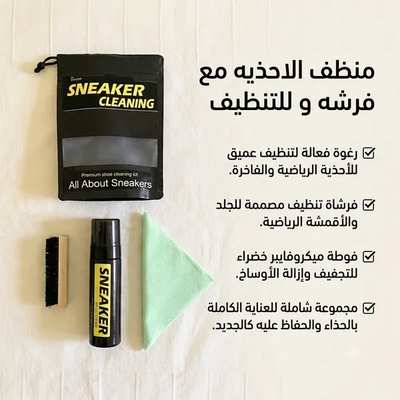 منظف الاحذيه مع
فرشه و للتنظيف
رغوة فعالة لتنظيف عميق
للأحذية الرياضية والفاخرة.
فرشاة تنظيف مصممة للجلد
والأقمشة الرياضية.
فوطة ميكروفايبر خضراء
للتجفيف وإزالة الأوساخ.
مجموعة شاملة للعناية الكاملة
بالحذاء والحفاظ عليه كالجديد.
SNEAKER
CLEANING
Premium shoe cleaning kit
All About Sneakers
SNEAKER